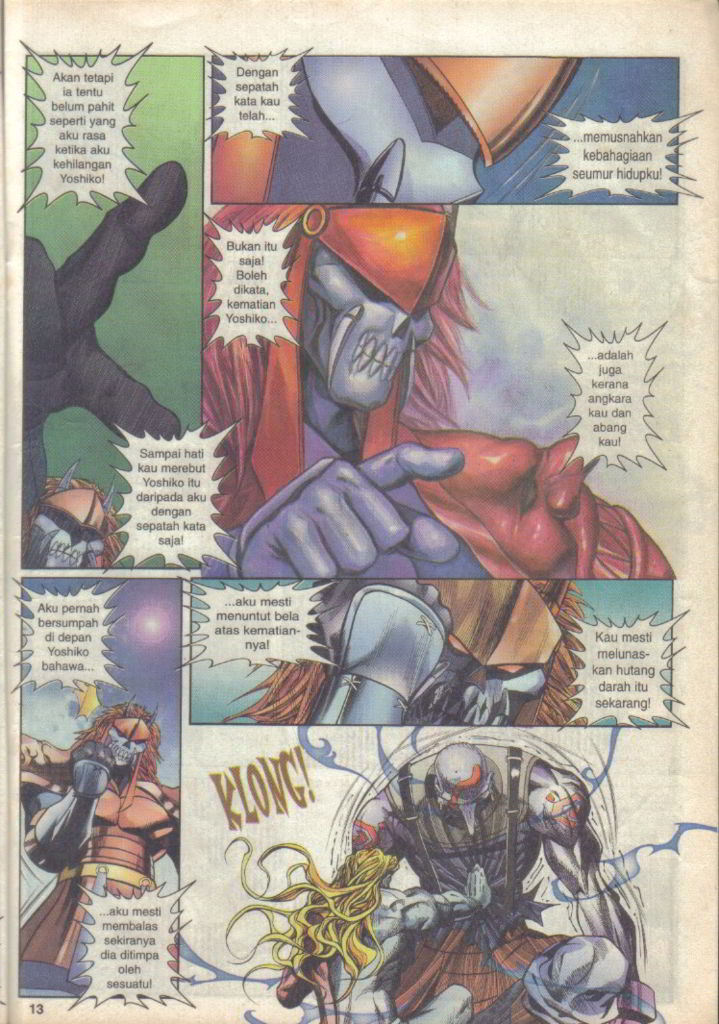 Akan tetapi
ia tentu
belum pahit
seperti yang
aku rasa
ketika aku
kehilangan
Yoshiko!
Dengan
sepatah
kata kau
telah...
...memusnahkan
kebahagiaan
seumur hidupku!
Bukan itu
saja!
Boleh
dikata,
kematian
Yoshiko...
...adalah
juga
kerana
angkara
kau dan
abang
kau!
Sampai hati
kau merebut
Yoshiko itu
daripada aku
dengan
sepatah kata
saja!
Aku pernah
bersumpah
di depan
Yoshiko
bahawa...
...aku mesti
menuntut bela
atas kematian-
nya!
Kau mesti
melunas-
kan hutang
darah itu
sekarang!
KLONG!
...aku mesti
membalas
sekiranya
dia ditimpa
oleh
sesuatu!
13